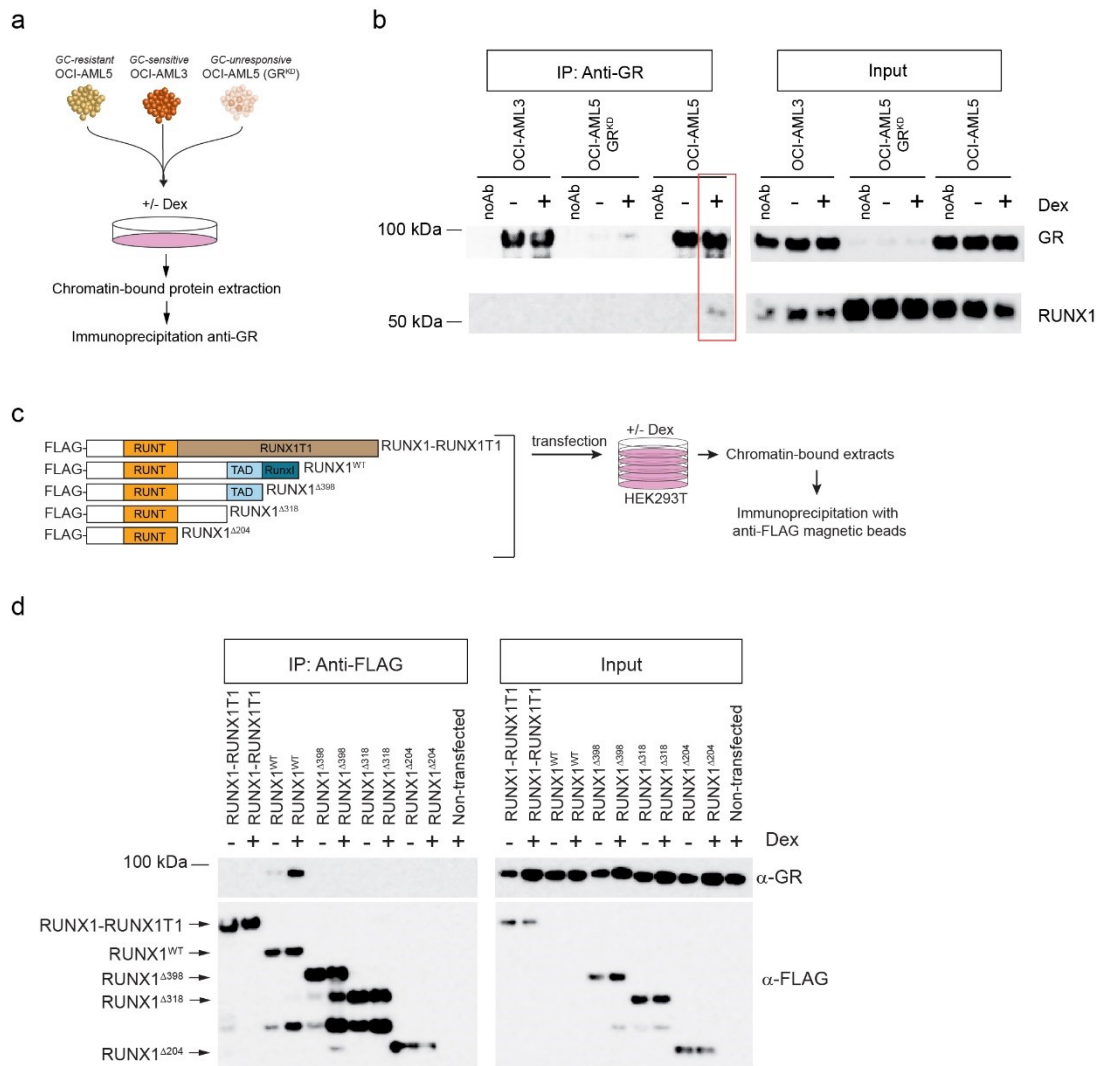 a
GC-resistant GC-sensitive GC-unresponsive
OCI-AML5 OCI-AML3 OCI-AML5 (GRᴷᴰ)
+/- Dex
Chromatin-bound protein extraction
Immunoprecipitation anti-GR
b
IP: Anti-GR Input
OCI-AML3
OCI-AML5
GRᴷᴰ
OCI-AML5
OCI-AML3
OCI-AML5
GRᴷᴰ
OCI-AML5
noAb - + noAb - + noAb - + noAb - + noAb - + noAb - + Dex
100 kDa GR
50 kDa RUNX1
c
FLAG- RUNT RUNX1T1 RUNX1-RUNX1T1
FLAG- RUNT TAD RunxI RUNX1ᵂᵀ
FLAG- RUNT TAD RUNX1Δ³⁹⁸
FLAG- RUNT RUNX1Δ³¹⁸
FLAG- RUNT RUNX1Δ²⁰⁴
transfection
+/- Dex
HEK293T
Chromatin-bound extracts
Immunoprecipitation with
anti-FLAG magnetic beads
d
IP: Anti-FLAG Input
RUNX1-RUNX1T1
RUNX1-RUNX1T1
RUNX1ᵂᵀ
RUNX1ᵂᵀ
RUNX1Δ³⁹⁸
RUNX1Δ³⁹⁸
RUNX1Δ³¹⁸
RUNX1Δ³¹⁸
RUNX1Δ²⁰⁴
RUNX1Δ²⁰⁴
Non-transfected
RUNX1-RUNX1T1
RUNX1-RUNX1T1
RUNX1ᵂᵀ
RUNX1ᵂᵀ
RUNX1Δ³⁹⁸
RUNX1Δ³⁹⁸
RUNX1Δ³¹⁸
RUNX1Δ³¹⁸
RUNX1Δ²⁰⁴
RUNX1Δ²⁰⁴
Non-transfected
- + - + - + - + - + + - + - + - + - + - + + Dex
100 kDa α-GR
RUNX1-RUNX1T1
RUNX1ᵂᵀ
RUNX1Δ³⁹⁸ α-FLAG
RUNX1Δ³¹⁸
RUNX1Δ²⁰⁴